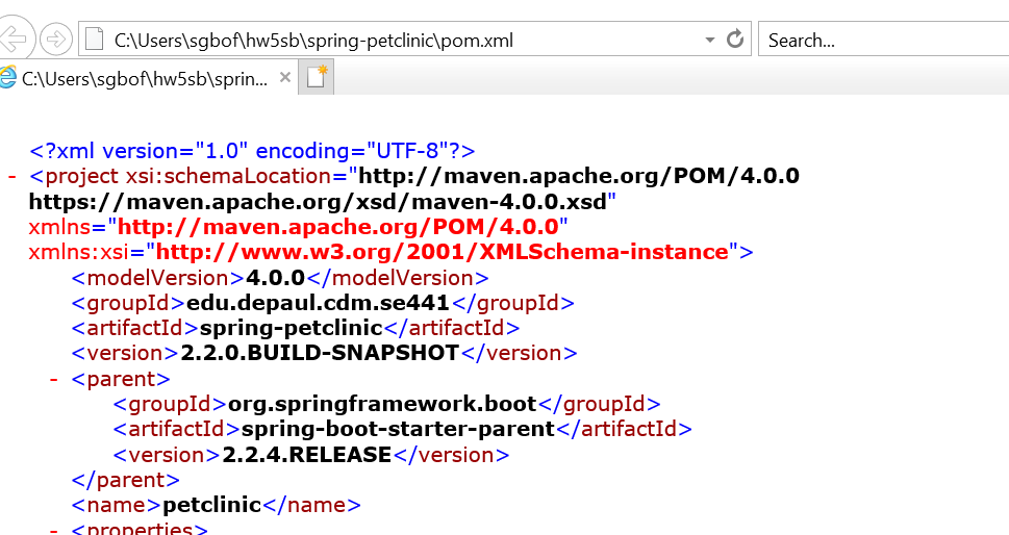 C:\Users\sgbof\hw5sb\spring-petclinic\pom.xml
Search...
C:\Users\sgbof\hw5sb\sprin...
<?xml version="1.0" encoding="UTF-8"?>
- <project xsi:schemaLocation="http://maven.apache.org/POM/4.0.0
https://maven.apache.org/xsd/maven-4.0.0.xsd"
xmlns="http://maven.apache.org/POM/4.0.0"
xmlns:xsi="http://www.w3.org/2001/XMLSchema-instance">
<modelVersion>4.0.0</modelVersion>
<groupId>edu.depaul.cdm.se441</groupId>
<artifactId>spring-petclinic</artifactId>
<version>2.2.0.BUILD-SNAPSHOT</version>
- <parent>
<groupId>org.springframework.boot</groupId>
<artifactId>spring-boot-starter-parent</artifactId>
<version>2.2.4.RELEASE</version>
</parent>
<name>petclinic</name>
- <properties>